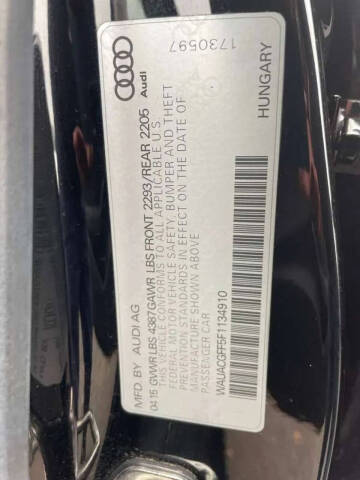 Audi
1730597
HUNGARY
MFD. BY AUDI AG
04 15 GVWR LBS 4387 GAWR LBS FRONT 2293/REAR 2205
THIS VEHICLE CONFORMS TO ALL APPLICABLE U S
FEDERAL MOTOR VEHICLE SAFETY, BUMPER AND THEFT
PREVENTION STANDARDS IN EFFECT ON THE DATE OF
MANUFACTURE SHOWN ABOVE
PASSENGER CAR
WAUACGFF5F1134910